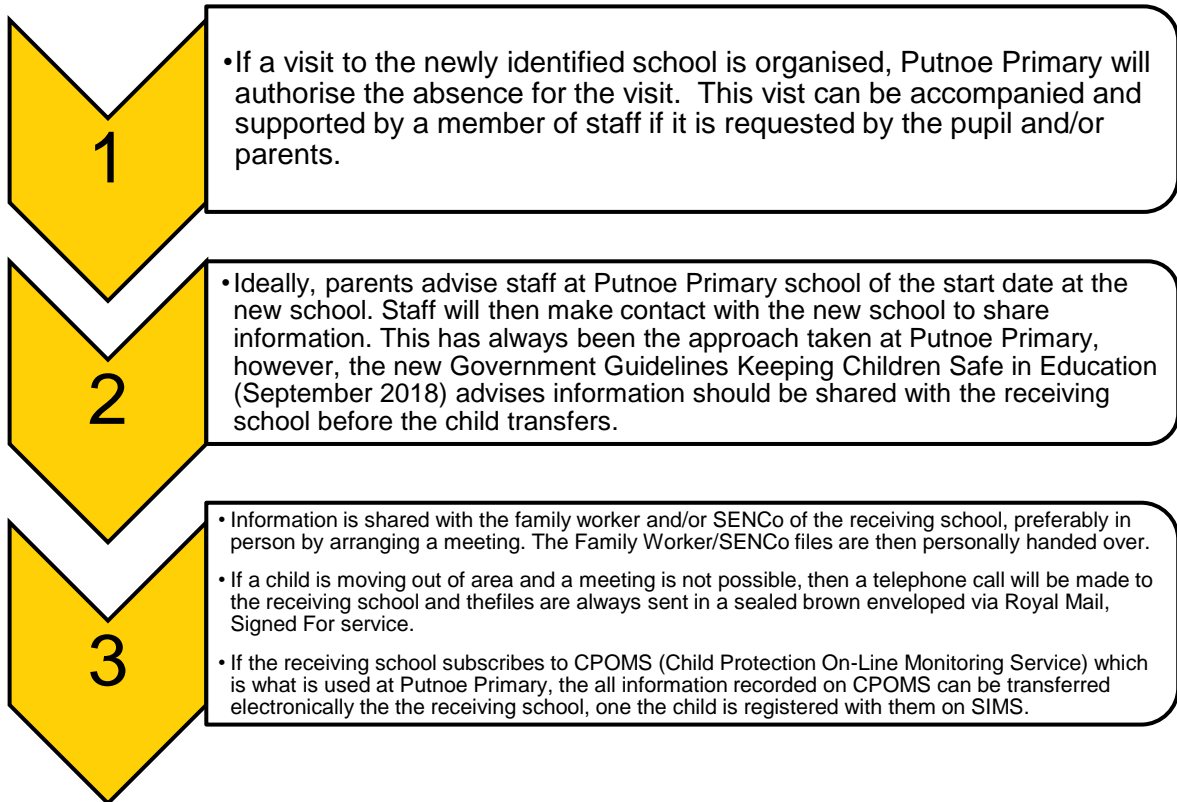 1
•If a visit to the newly identified school is organised, Putnoe Primary will
authorise the absence for the visit.  This vist can be accompanied and
supported by a member of staff if it is requested by the pupil and/or
parents.
2
•Ideally, parents advise staff at Putnoe Primary school of the start date at the
new school. Staff will then make contact with the new school to share
information. This has always been the approach taken at Putnoe Primary,
however, the new Government Guidelines Keeping Children Safe in Education
(September 2018) advises information should be shared with the receiving
school before the child transfers.
3
• Information is shared with the family worker and/or SENCo of the receiving school, preferably in
person by arranging a meeting. The Family Worker/SENCo files are then personally handed over.
• If a child is moving out of area and a meeting is not possible, then a telephone call will be made to
the receiving school and thefiles are always sent in a sealed brown enveloped via Royal Mail,
Signed For service.
• If the receiving school subscribes to CPOMS (Child Protection On-Line Monitoring Service) which
is what is used at Putnoe Primary, the all information recorded on CPOMS can be transferred
electronically the the receiving school, one the child is registered with them on SIMS.